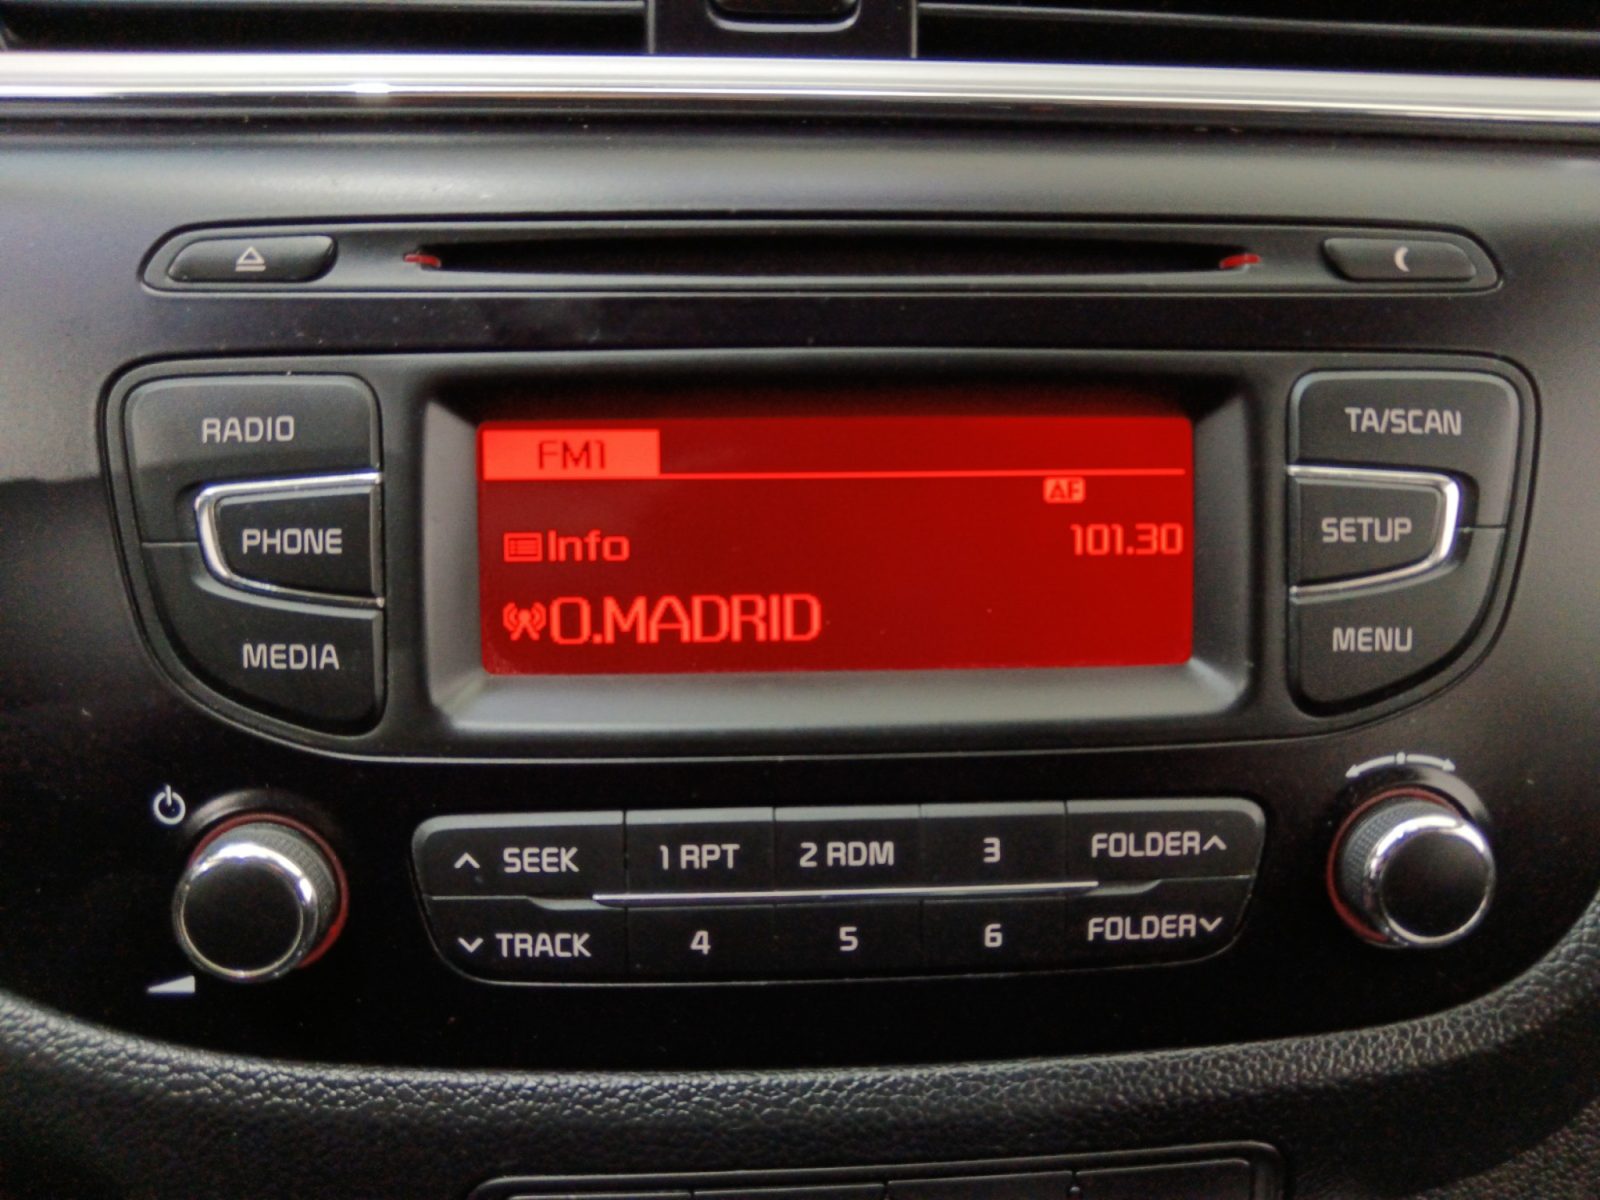 RADIO
PHONE
MEDIA
FM1
AF
Info
101.30
O.MADRID
TA/SCAN
SETUP
MENU
SEEK
1 RPT
2 RDM
3
FOLDER
TRACK
4
5
6
FOLDER